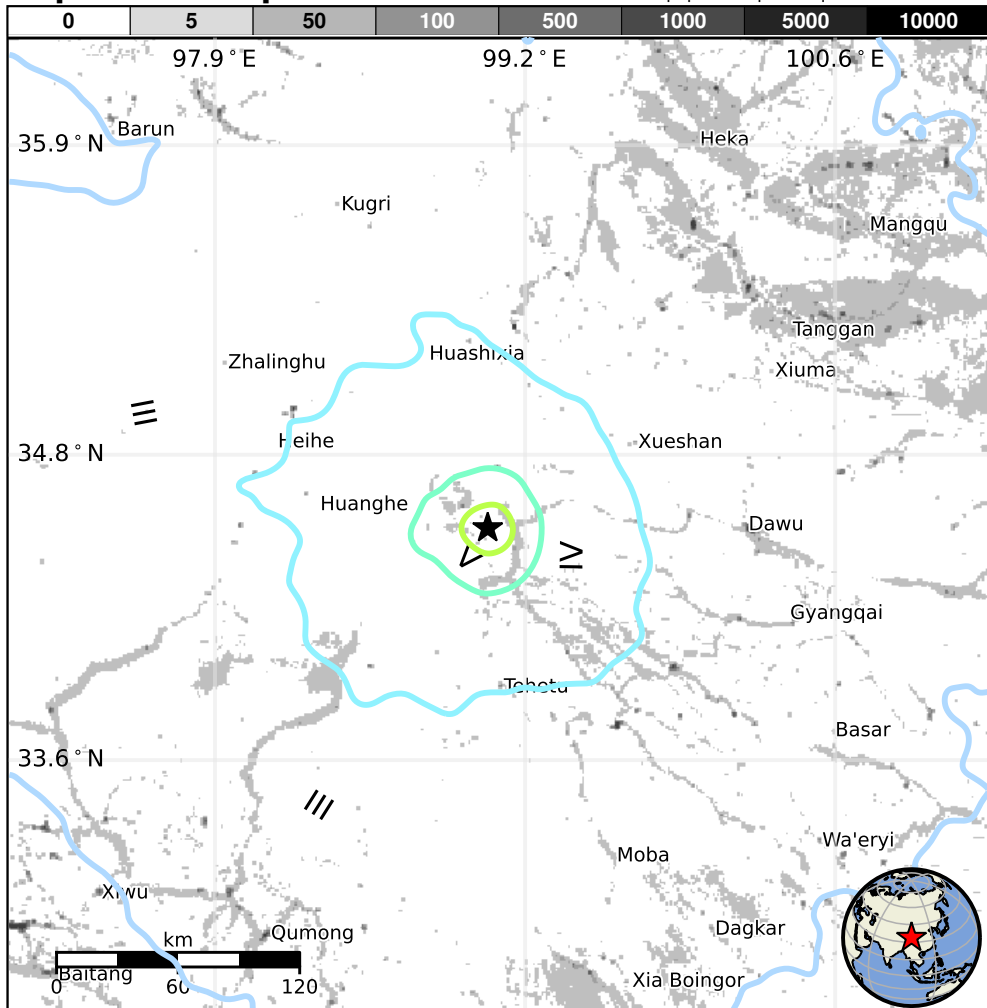 0 5 50 100 500 1000 5000 10000
97.9°E 99.2°E 100.6°E
Barun
35.9°N
Heka
Kugri
Mangqu
Tanggan
Huashixia
Zhalinghu
Xiuma
III
Heihe
Xueshan
34.8°N
Huanghe
Dawu
V
IV
Gyangqai
Tehetu
Basar
33.6°N
III
Wa'eryi
Moba
Xiwu
Dagkar
Qumong
km
Baitang
Xia Boingor
0 60 120